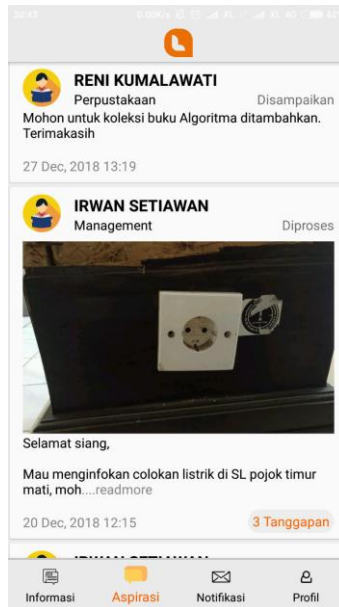 RENI KUMALAWATI
Perpustakaan
Disampaikan
Mohon untuk koleksi buku Algoritma ditambahkan.
Terimakasih
27 Dec, 2018 13:19
IRWAN SETIAWAN
Management
Diproses
Selamat siang,
Mau menginfokan colokan listrik di SL pojok timur
mati, moh....readmore
20 Dec, 2018 12:15
3 Tanggapan
Informasi
Aspirasi
Notifikasi
Profil